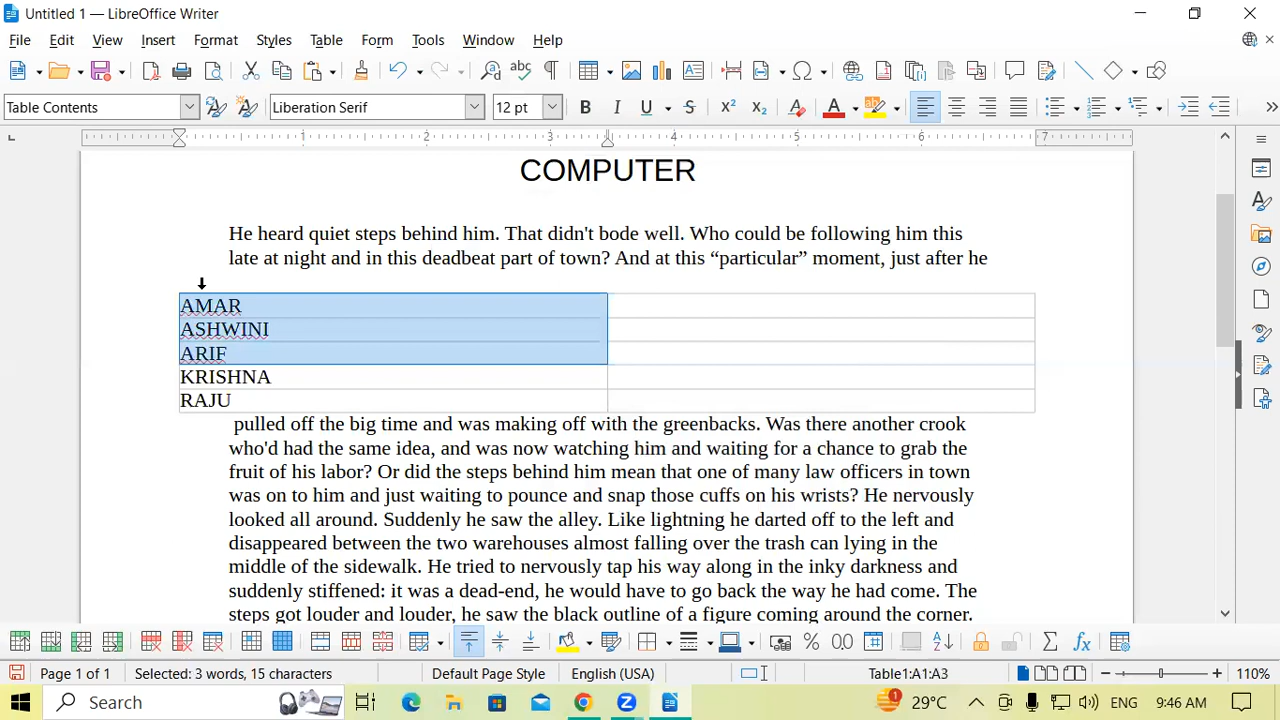 Untitled 1 — LibreOffice Writer
File Edit View Insert Format Styles Table Form Tools Window Help
Table Contents Liberation Serif 12 pt
1 2 3 4 5 6 7
COMPUTER
He heard quiet steps behind him. That didn't bode well. Who could be following him this
late at night and in this deadbeat part of town? And at this “particular” moment, just after he
AMAR
ASHWINI
ARIF
KRISHNA
RAJU
pulled off the big time and was making off with the greenbacks. Was there another crook
who'd had the same idea, and was now watching him and waiting for a chance to grab the
fruit of his labor? Or did the steps behind him mean that one of many law officers in town
was on to him and just waiting to pounce and snap those cuffs on his wrists? He nervously
looked all around. Suddenly he saw the alley. Like lightning he darted off to the left and
disappeared between the two warehouses almost falling over the trash can lying in the
middle of the sidewalk. He tried to nervously tap his way along in the inky darkness and
suddenly stiffened: it was a dead-end, he would have to go back the way he had come. The
steps got louder and louder, he saw the black outline of a figure coming around the corner.
Page 1 of 1 Selected: 3 words, 15 character Default Page Style English (USA) Table1:A1:A3 110%
Search 29°C ENG 9:46 AM